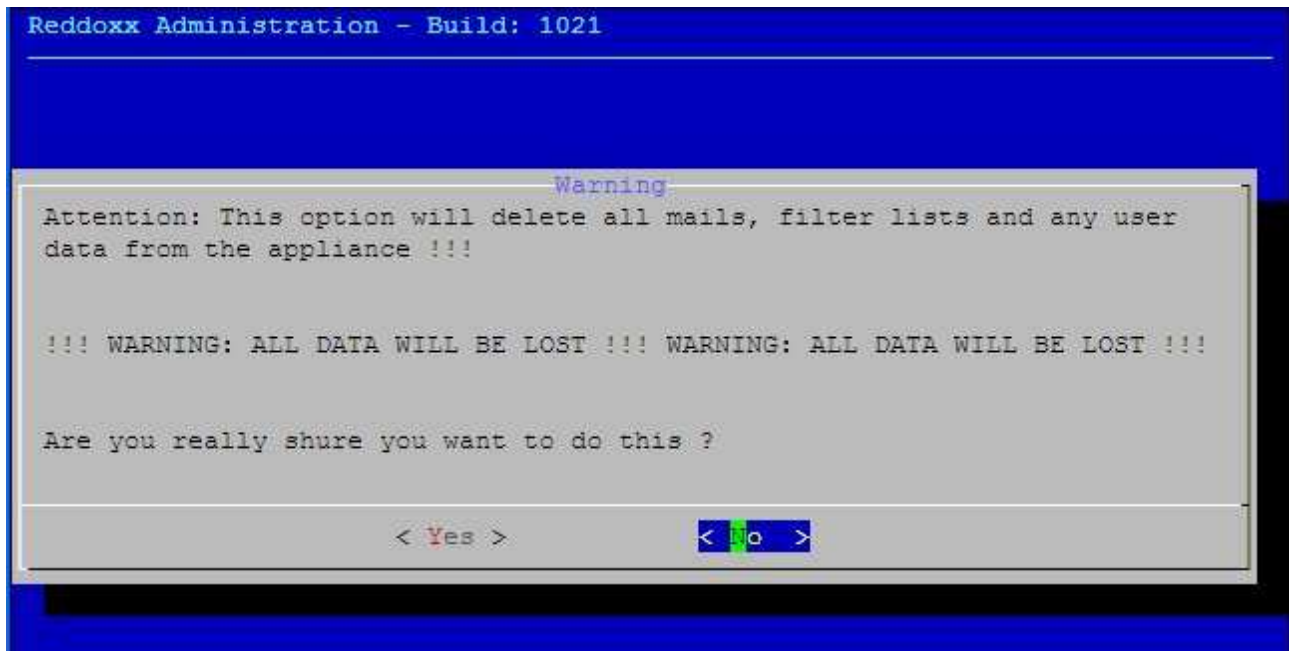 Reddoxx Administration - Build: 1021
Warning
Attention: This option will delete all mails, filter lists and any user
data from the appliance !!!
!!! WARNING: ALL DATA WILL BE LOST !!! WARNING: ALL DATA WILL BE LOST !!!
Are you really shure you want to do this ?
< Yes > < No >